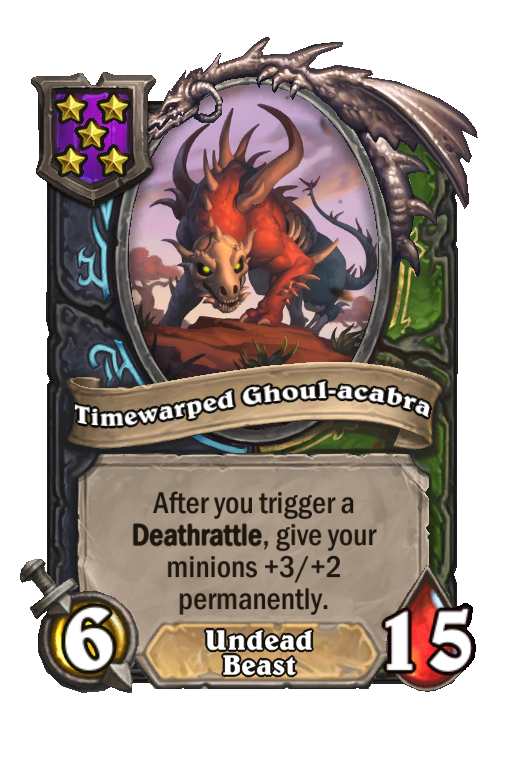 Timewarped Ghoul-acabra
After you trigger a
Deathrattle, give your
minions +3/+2
permanently.
6
Undead
Beast
15